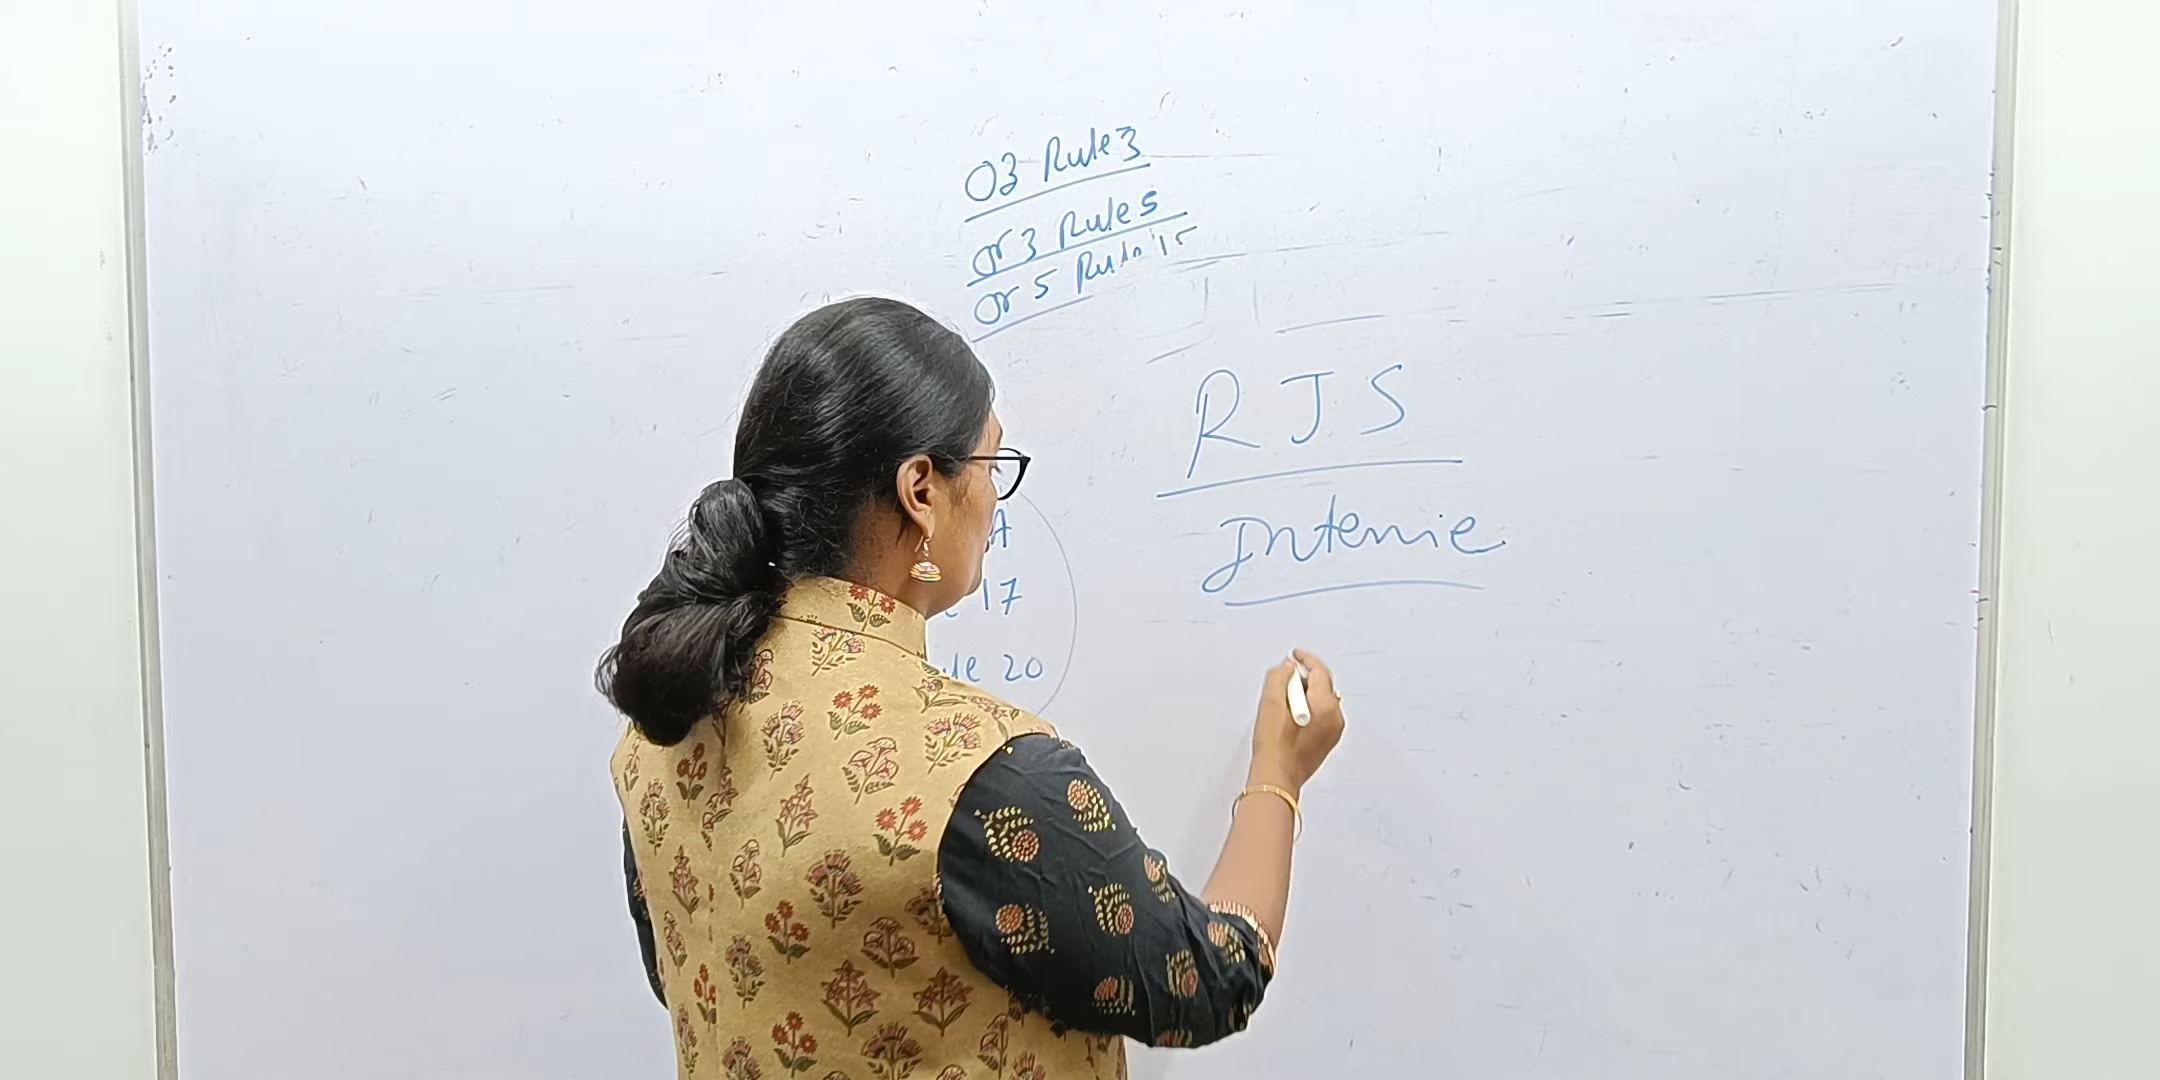 O3 Rule 3
Or 3 Rule 5
Or 5 Rule 15
RJS
Intervie
A
17
20